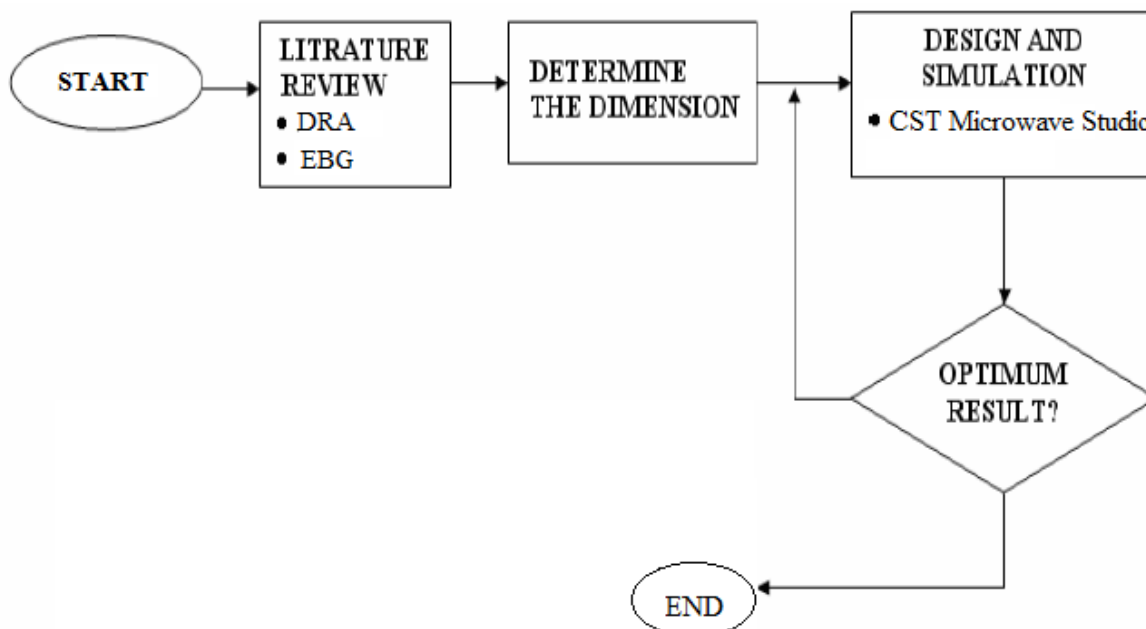 START
LITRATURE
REVIEW
• DRA
• EBG
DETERMINE
THE DIMENSION
DESIGN AND
SIMULATION
• CST Microwave Studio
OPTIMUM
RESULT?
END